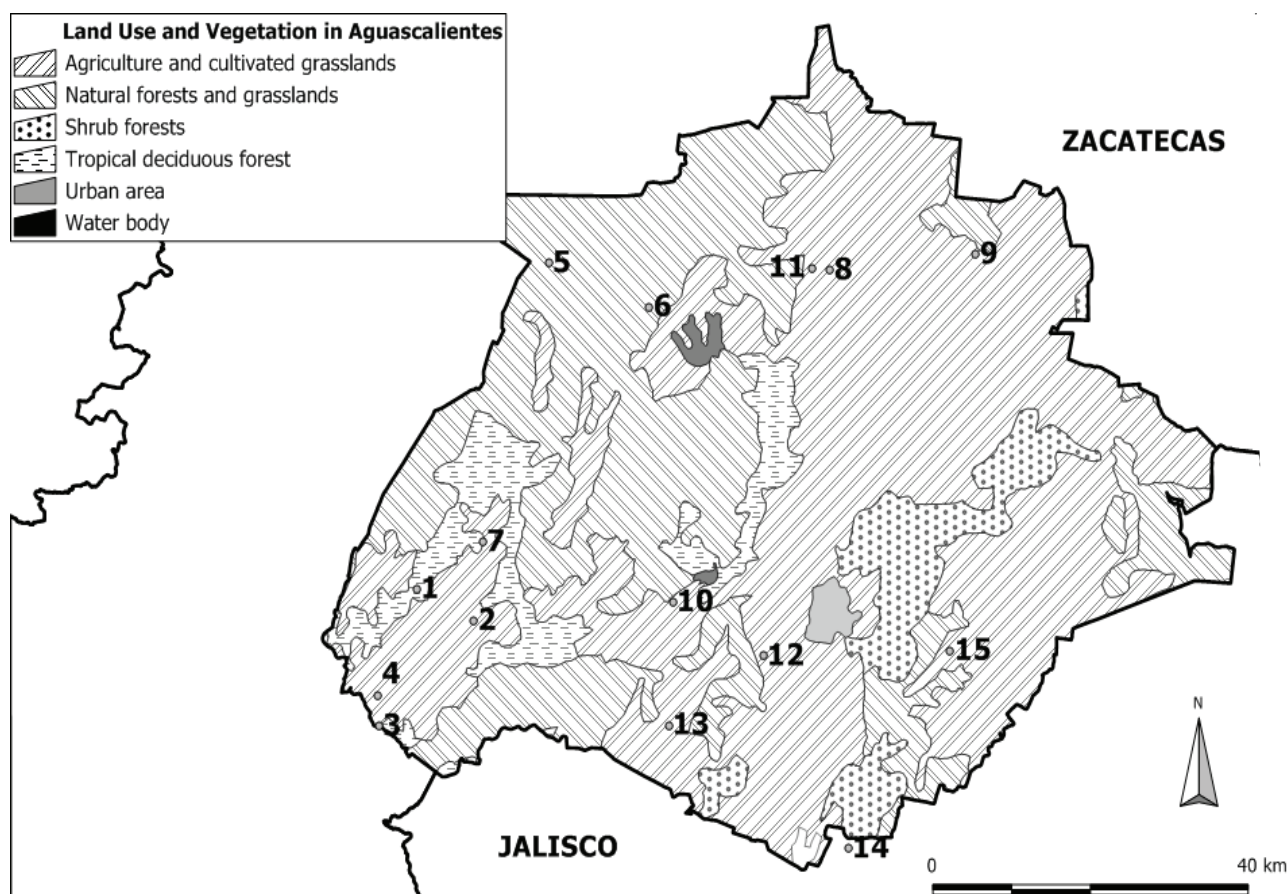 Land Use and Vegetation in Aguascalientes
Agriculture and cultivated grasslands
Natural forests and grasslands
Shrub forests
Tropical deciduous forest
Urban area
Water body
ZACATECAS
5
11 8
9
6
7
1
2
10
12
15
4
3
13
N
JALISCO
14
0 40 km